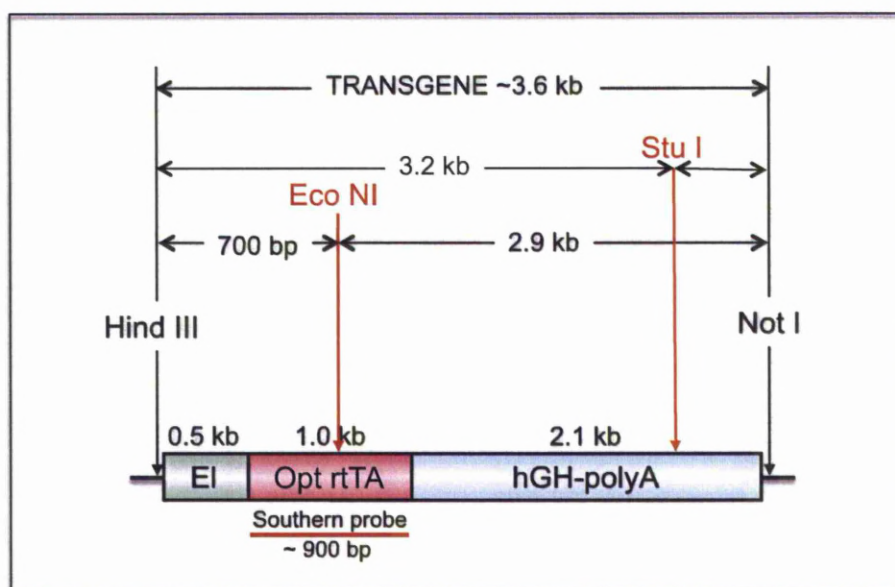 TRANSGENE ~3.6 kb
Stu I
3.2 kb
Eco NI
700 bp
2.9 kb
Hind III
Not I
0.5 kb
1.0 kb
2.1 kb
EI
Opt rtTA
hGH-polyA
Southern probe
~ 900 bp